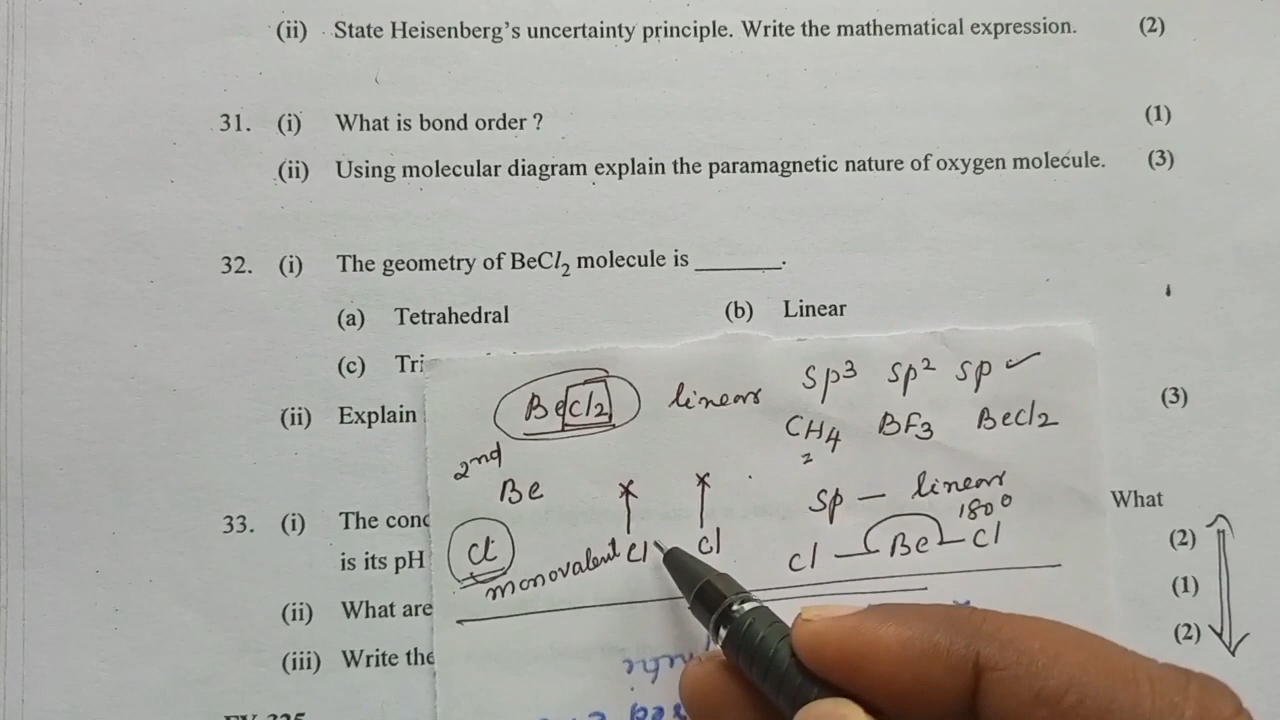 (ii) State Heisenberg's uncertainty principle. Write the mathematical expression. (2)
31. (i) What is bond order ? (1)
(ii) Using molecular diagram explain the paramagnetic nature of oxygen molecule. (3)
32. (i) The geometry of BeCl2 molecule is _______.
(a) Tetrahedral (b) Linear
(c) Tri
(ii) Explain (3)
BeCl2 linear sp3 sp2 sp ✓
CH4 BF3 BeCl2
2nd
Be
sp — linear
180°
Cl — Be — Cl
Cl monovalent Cl Cl
33. (i) The conc What
is its pH (2)
(ii) What are (1)
(iii) Write the (2)